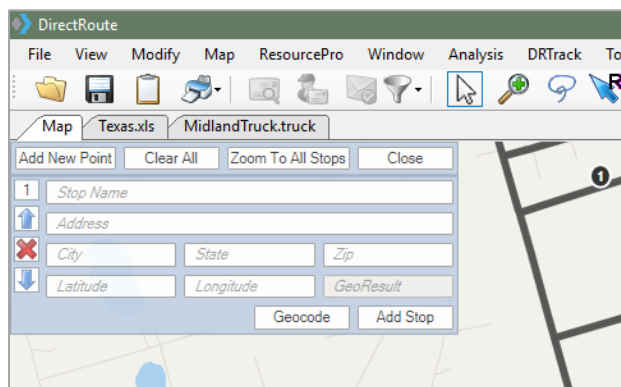 DirectRoute
File View Modify Map ResourcePro Window Analysis DRTrack To
R
Map Texas.xls MidlandTruck.truck
Add New Point Clear All Zoom To All Stops Close
1
1 Stop Name
Address
City State Zip
Latitude Longitude GeoResult
Geocode Add Stop